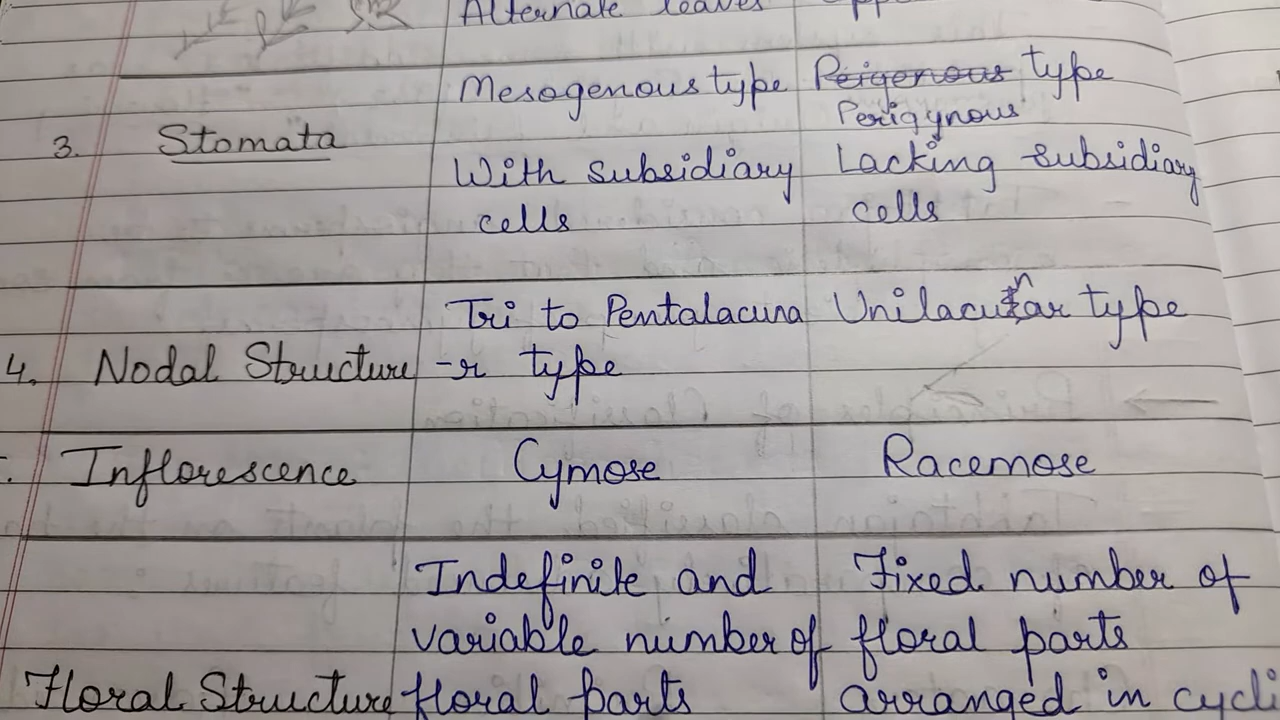 Alternate leaves
Mesogenous type Peigenous type
Perigynous
3. Stomata
With subsidiary Lacking subsidiary
cells cells
Tri to Pentalacuna Unilacunar type
4. Nodal Structure -r type
Inflorescence Cymose Racemose
Indefinite and Fixed number of
variable number of floral parts
Floral Structure floral parts arranged in cycli